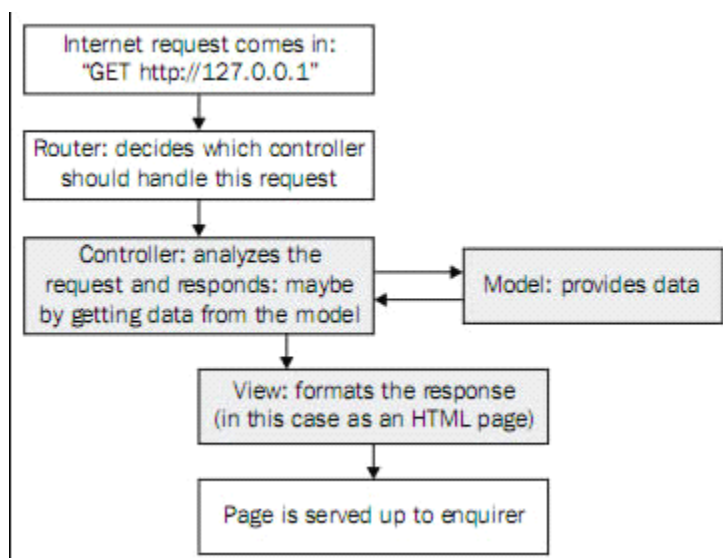 Internet request comes in:
“GET http://127.0.0.1”
Router: decides which controller
should handle this request
Controller: analyzes the
request and responds: maybe
by getting data from the model
Model: provides data
View: formats the response
(in this case as an HTML page)
Page is served up to enquirer